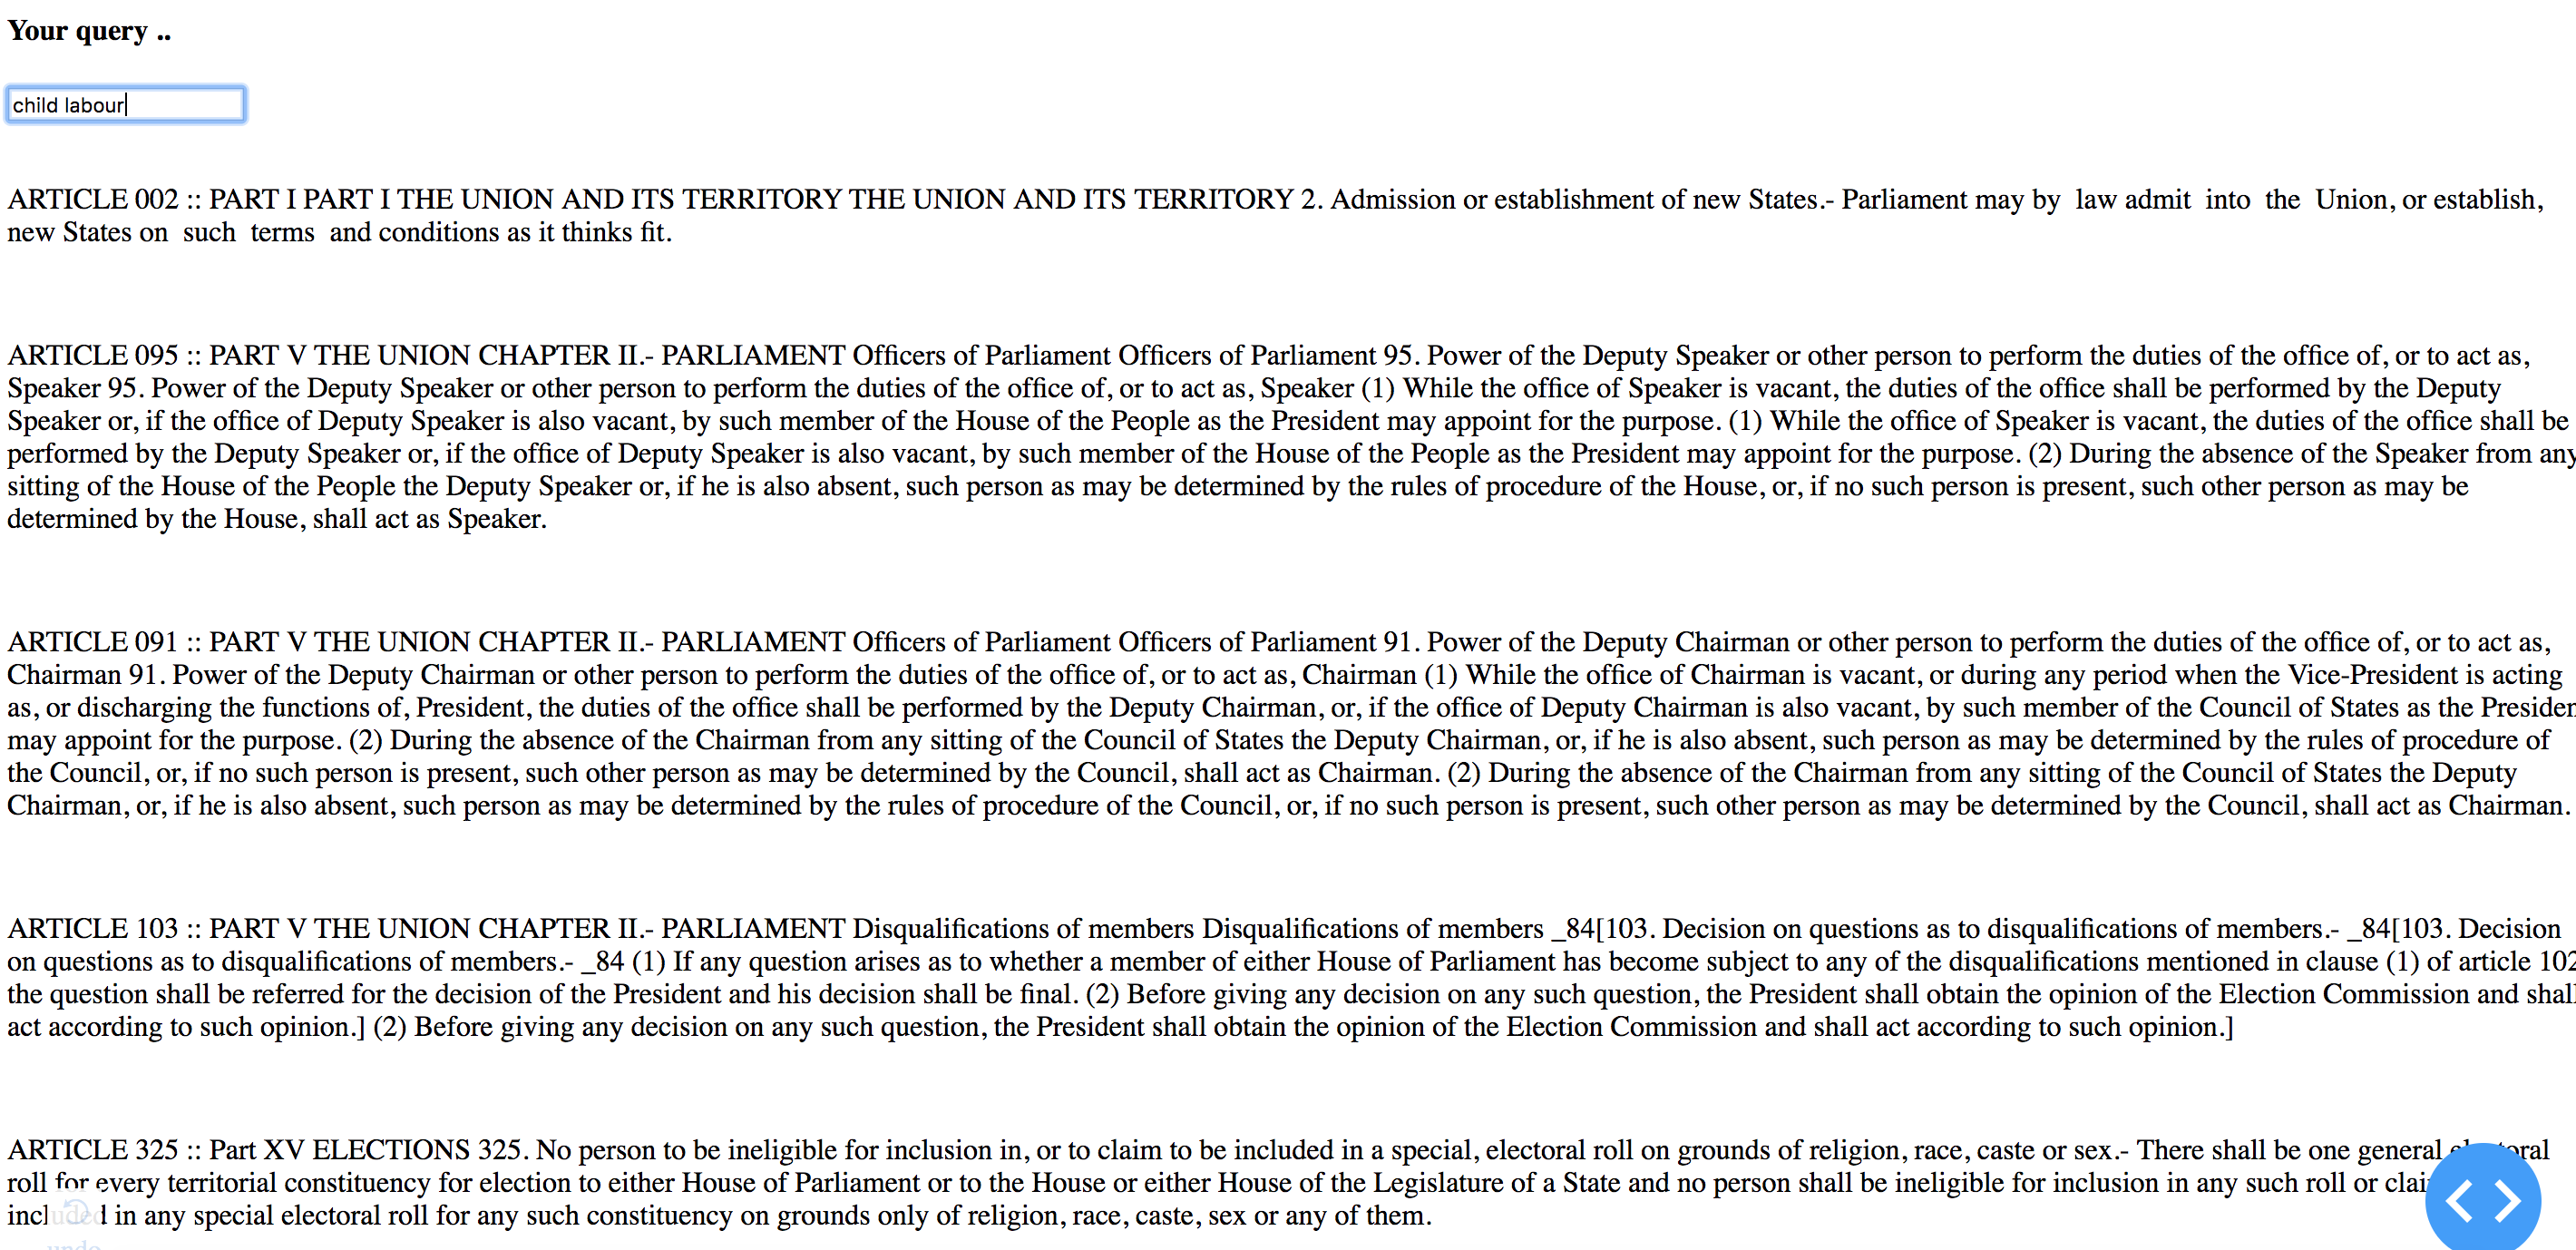 Your query ..
child labour
ARTICLE 002 :: PART I PART I THE UNION AND ITS TERRITORY THE UNION AND ITS TERRITORY 2. Admission or establishment of new States.- Parliament may by law admit into the Union, or establish,
new States on such terms and conditions as it thinks fit.
ARTICLE 095 :: PART V THE UNION CHAPTER II.- PARLIAMENT Officers of Parliament Officers of Parliament 95. Power of the Deputy Speaker or other person to perform the duties of the office of, or to act as,
Speaker 95. Power of the Deputy Speaker or other person to perform the duties of the office of, or to act as, Speaker (1) While the office of Speaker is vacant, the duties of the office shall be performed by the Deputy
Speaker or, if the office of Deputy Speaker is also vacant, by such member of the House of the People as the President may appoint for the purpose. (1) While the office of Speaker is vacant, the duties of the office shall be
performed by the Deputy Speaker or, if the office of Deputy Speaker is also vacant, by such member of the House of the People as the President may appoint for the purpose. (2) During the absence of the Speaker from any
sitting of the House of the People the Deputy Speaker or, if he is also absent, such person as may be determined by the rules of procedure of the House, or, if no such person is present, such other person as may be
determined by the House, shall act as Speaker.
ARTICLE 091 :: PART V THE UNION CHAPTER II.- PARLIAMENT Officers of Parliament Officers of Parliament 91. Power of the Deputy Chairman or other person to perform the duties of the office of, or to act as,
Chairman 91. Power of the Deputy Chairman or other person to perform the duties of the office of, or to act as, Chairman (1) While the office of Chairman is vacant, or during any period when the Vice-President is acting
as, or discharging the functions of, President, the duties of the office shall be performed by the Deputy Chairman, or, if the office of Deputy Chairman is also vacant, by such member of the Council of States as the Presiden
may appoint for the purpose. (2) During the absence of the Chairman from any sitting of the Council of States the Deputy Chairman, or, if he is also absent, such person as may be determined by the rules of procedure of
the Council, or, if no such person is present, such other person as may be determined by the Council, shall act as Chairman. (2) During the absence of the Chairman from any sitting of the Council of States the Deputy
Chairman, or, if he is also absent, such person as may be determined by the rules of procedure of the Council, or, if no such person is present, such other person as may be determined by the Council, shall act as Chairman.
ARTICLE 103 :: PART V THE UNION CHAPTER II.- PARLIAMENT Disqualifications of members Disqualifications of members _84[103. Decision on questions as to disqualifications of members.- _84[103. Decision
on questions as to disqualifications of members.- _84 (1) If any question arises as to whether a member of either House of Parliament has become subject to any of the disqualifications mentioned in clause (1) of article 102
the question shall be referred for the decision of the President and his decision shall be final. (2) Before giving any decision on any such question, the President shall obtain the opinion of the Election Commission and shall
act according to such opinion.] (2) Before giving any decision on any such question, the President shall obtain the opinion of the Election Commission and shall act according to such opinion.]
ARTICLE 325 :: Part XV ELECTIONS 325. No person to be ineligible for inclusion in, or to claim to be included in a special, electoral roll on grounds of religion, race, caste or sex.- There shall be one general electoral
roll for every territorial constituency for election to either House of Parliament or to the House or either House of the Legislature of a State and no person shall be ineligible for inclusion in any such roll or clai
included in any special electoral roll for any such constituency on grounds only of religion, race, caste, sex or any of them.